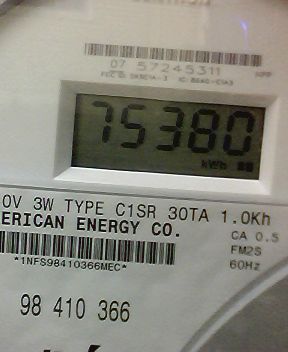 07 57245311
75380
kWh
0V 3W TYPE C1SR 30TA 1.0Kh
ERICAN ENERGY CO.
CA 0.5
FM2S
60Hz
*1NFS98410366MEC*
98 410 366